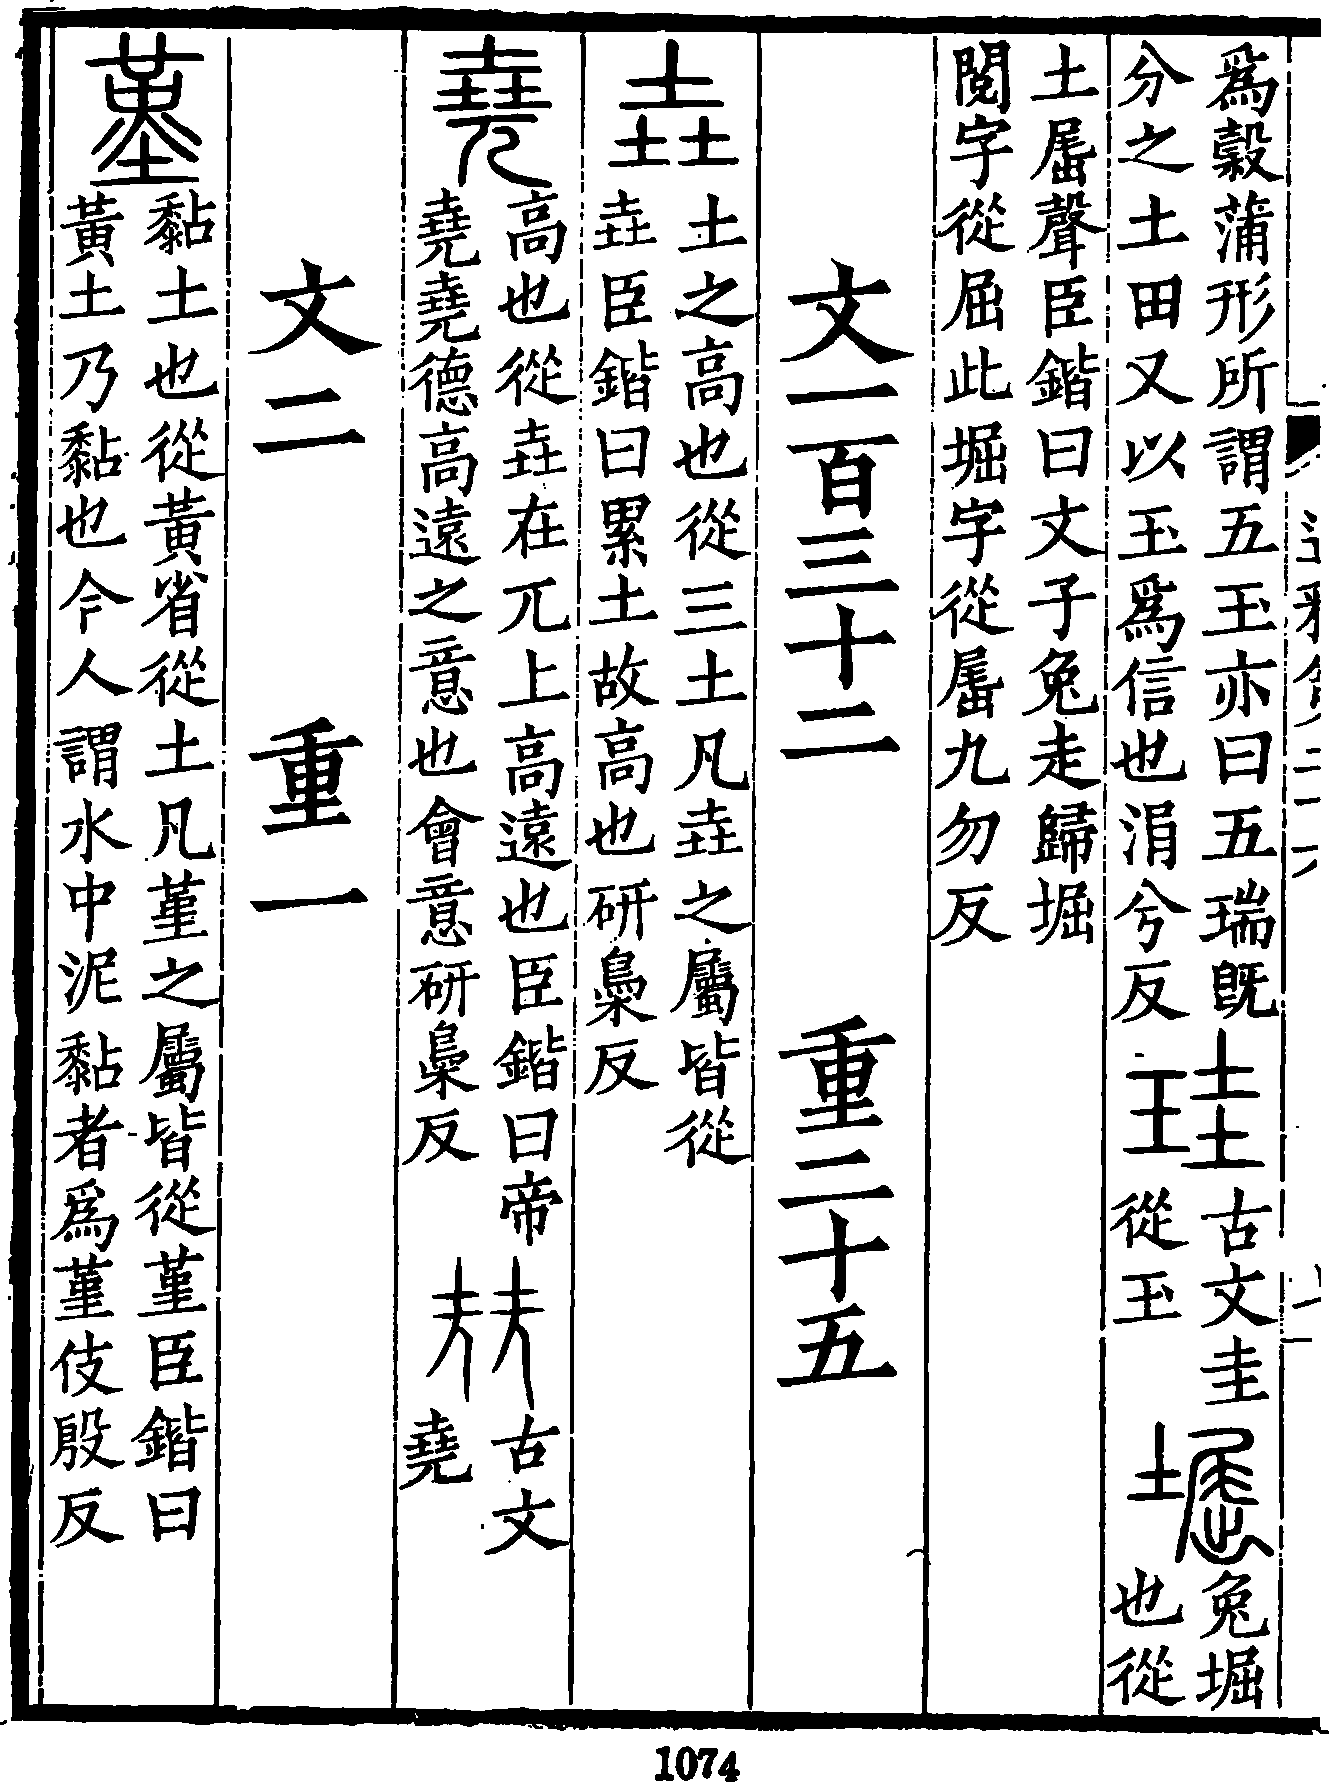 爲榖蒲形所謂五玉亦曰五瑞旣
分之土田又以玉爲信也涓兮反
珪
古文圭
從玉
堀
兔堀
也從
土屈聲臣鍇曰文子兔走歸堀
閱字從屈此堀字從屈九勿反
文一百三十二 重二十五
垚
土之高也從三土凡垚之屬皆從
垚臣鍇曰累土故高也研梟反
堯
高也從垚在兀上高遠也臣鍇曰帝
堯堯德高遠之意也會意研梟反
古文
堯
文二 重一
堇
黏土也從黃省從土凡堇之屬皆從堇臣鍇曰
黃土乃黏也今人謂水中泥黏者爲堇伎殷反
1074